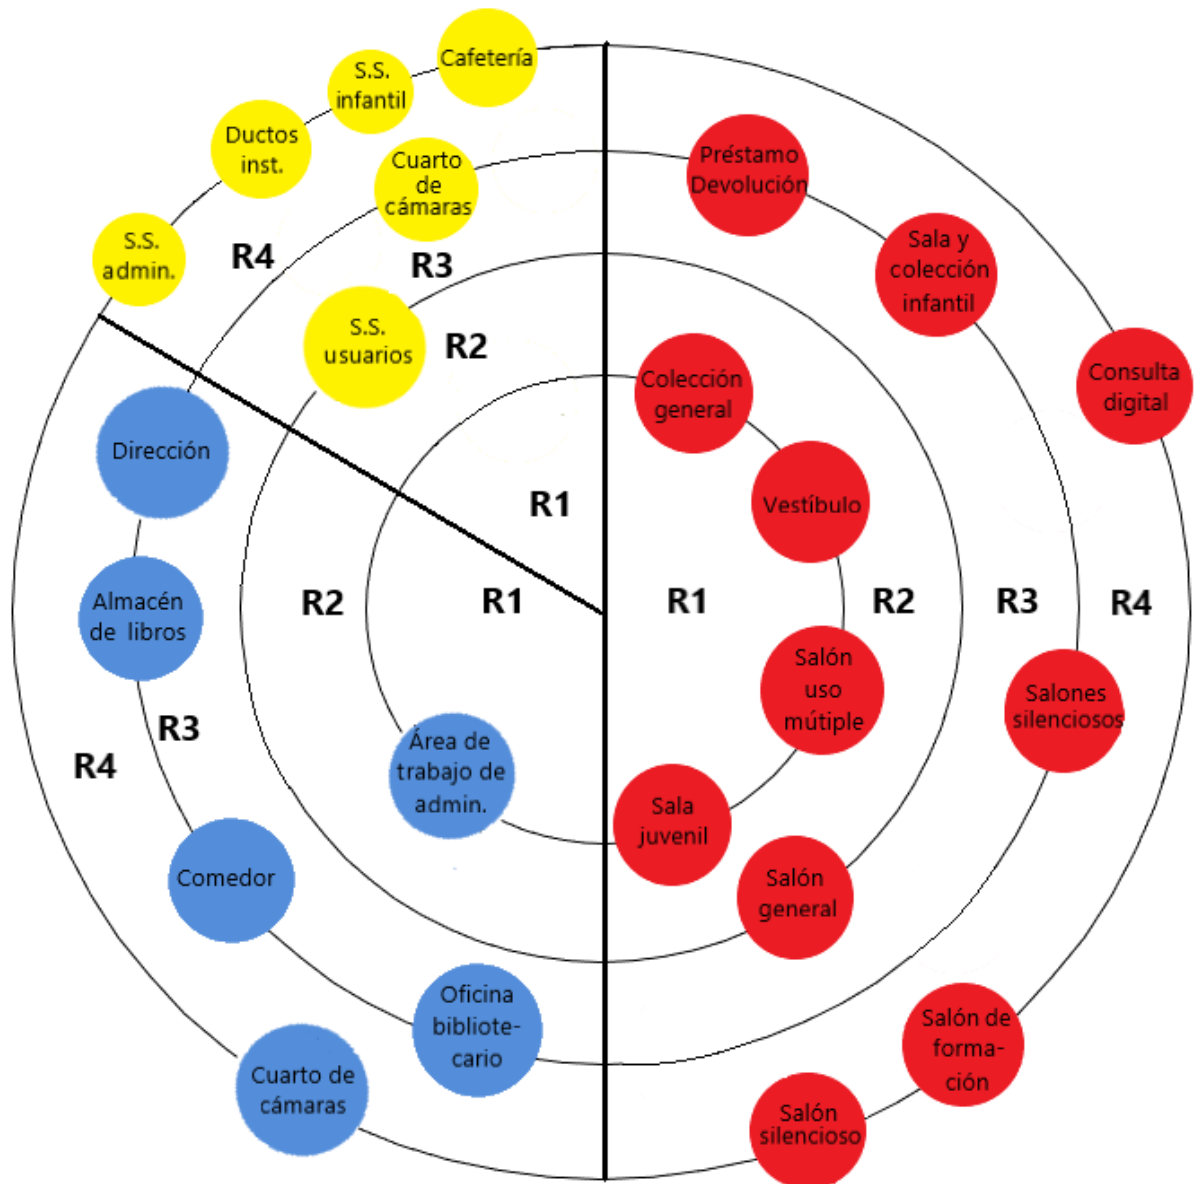 Cafetería
S.S.
infantil
Ductos
inst.
Cuarto
de
cámaras
S.S.
admin.
R4
R3
S.S.
usuarios
R2
R1
Préstamo
Devolución
Sala y
colección
infantil
Consulta
digital
Colección
general
Vestíbulo
R1
R2
R3
R4
Salón
uso
mútiple
Salones
silenciosos
Sala
juvenil
Salón
general
Salón de
forma-
ción
Salón
silencioso
Dirección
Almacén
de libros
R2
R1
R3
R4
Área de
trabajo de
admin.
Comedor
Oficina
bibliote-
cario
Cuarto de
cámaras